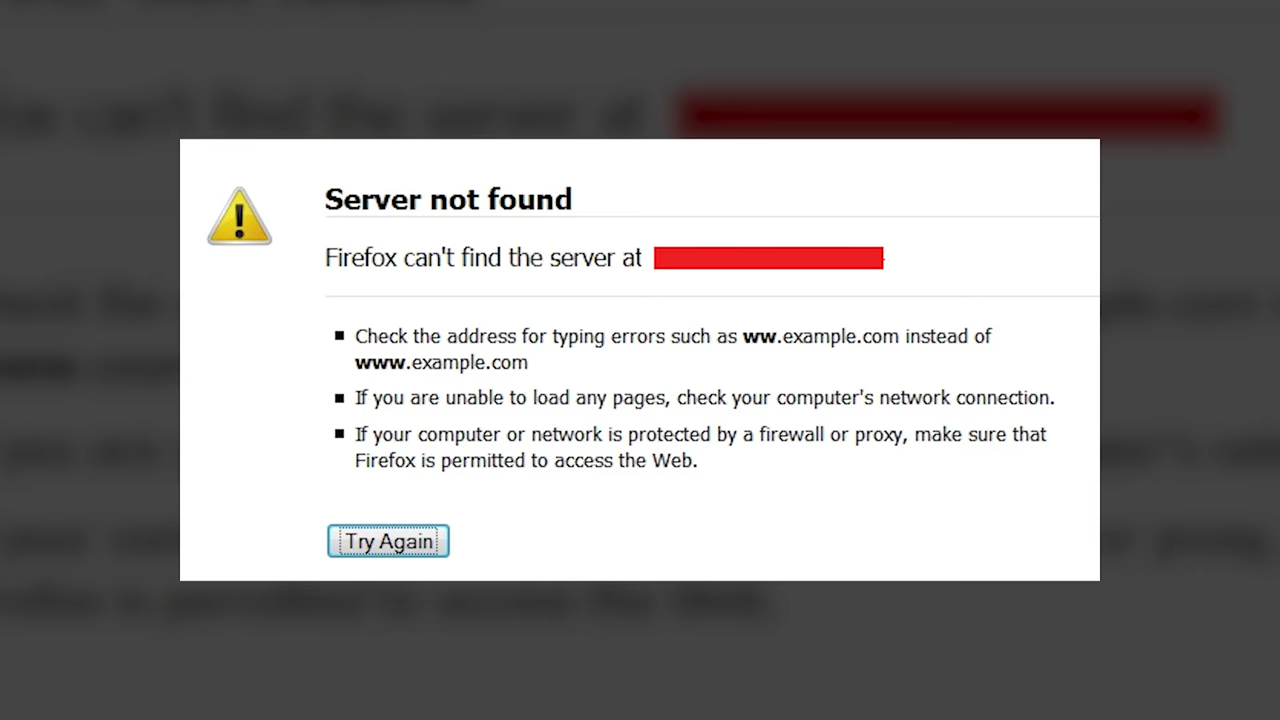 Server not found
Firefox can't find the server at
Check the address for typing errors such as ww.example.com instead of
www.example.com
If you are unable to load any pages, check your computer's network connection.
If your computer or network is protected by a firewall or proxy, make sure that
Firefox is permitted to access the Web.
Try Again